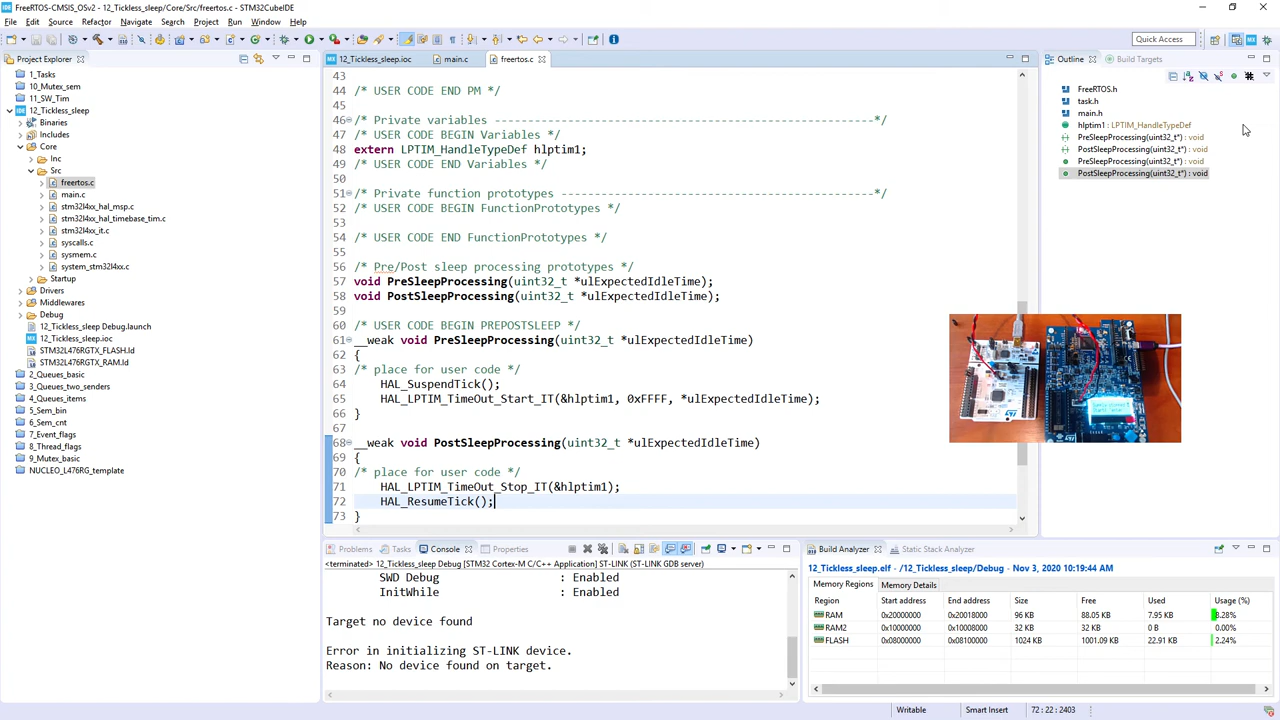 FreeRTOS-CMSIS_OSv2 - 12_Tickless_sleep/Core/Src/freertos.c - STM32CubeIDE
File Edit Source Refactor Navigate Search Project Run Window Help
Quick Access
Project Explorer
1_Tasks
10_Mutex_sem
11_SW_Tim
12_Tickless_sleep
Binaries
Includes
Core
Inc
Src
freertos.c
main.c
stm32l4xx_hal_msp.c
stm32l4xx_hal_timebase_tim.c
stm32l4xx_it.c
syscalls.c
sysmem.c
system_stm32l4xx.c
Startup
Drivers
Middlewares
Debug
12_Tickless_sleep Debug.launch
12_Tickless_sleep.ioc
STM32L476RGTX_FLASH.ld
STM32L476RGTX_RAM.ld
2_Queues_basic
3_Queues_two_senders
4_Queues_items
5_Sem_bin
6_Sem_cnt
7_Event_flags
8_Thread_flags
9_Mutex_basic
NUCLEO_L476RG_template
12_Tickless_sleep.ioc main.c freertos.c
43
44 /* USER CODE END PM */
45
46 /* Private variables ---------------------------------------------------------*/
47 /* USER CODE BEGIN Variables */
48 extern LPTIM_HandleTypeDef hlptim1;
49 /* USER CODE END Variables */
50
51 /* Private function prototypes -----------------------------------------------*/
52 /* USER CODE BEGIN FunctionPrototypes */
53
54 /* USER CODE END FunctionPrototypes */
55
56 /* Pre/Post sleep processing prototypes */
57 void PreSleepProcessing(uint32_t *ulExpectedIdleTime);
58 void PostSleepProcessing(uint32_t *ulExpectedIdleTime);
59
60 /* USER CODE BEGIN PREPOSTSLEEP */
61 __weak void PreSleepProcessing(uint32_t *ulExpectedIdleTime)
62 {
63 /* place for user code */
64 HAL_SuspendTick();
65 HAL_LPTIM_TimeOut_Start_IT(&hlptim1, 0xFFFF, *ulExpectedIdleTime);
66 }
67
68 __weak void PostSleepProcessing(uint32_t *ulExpectedIdleTime)
69 {
70 /* place for user code */
71 HAL_LPTIM_TimeOut_Stop_IT(&hlptim1);
72 HAL_ResumeTick();
73 }
Outline Build Targets
FreeRTOS.h
task.h
main.h
hlptim1 : LPTIM_HandleTypeDef
PreSleepProcessing(uint32_t*) : void
PostSleepProcessing(uint32_t*) : void
PreSleepProcessing(uint32_t*) : void
PostSleepProcessing(uint32_t*) : void
Problems Tasks Console Properties
<terminated> 12_Tickless_sleep Debug [STM32 Cortex-M C/C++ Application] ST-LINK (ST-LINK GDB server)
SWD Debug : Enabled
InitWhile : Enabled
Target no device found
Error in initializing ST-LINK device.
Reason: No device found on target.
Build Analyzer Static Stack Analyzer
12_Tickless_sleep.elf - /12_Tickless_sleep/Debug - Nov 3, 2020 10:19:44 AM
Memory Regions Memory Details
Region Start address End address Size Free Used Usage (%)
RAM 0x20000000 0x20018000 96 KB 88.05 KB 7.95 KB 8.28%
RAM2 0x10000000 0x10008000 32 KB 32 KB 0 B 0.00%
FLASH 0x08000000 0x08100000 1024 KB 1001.09 KB 22.91 KB 2.24%
Writable Smart Insert 72 : 22 : 2403